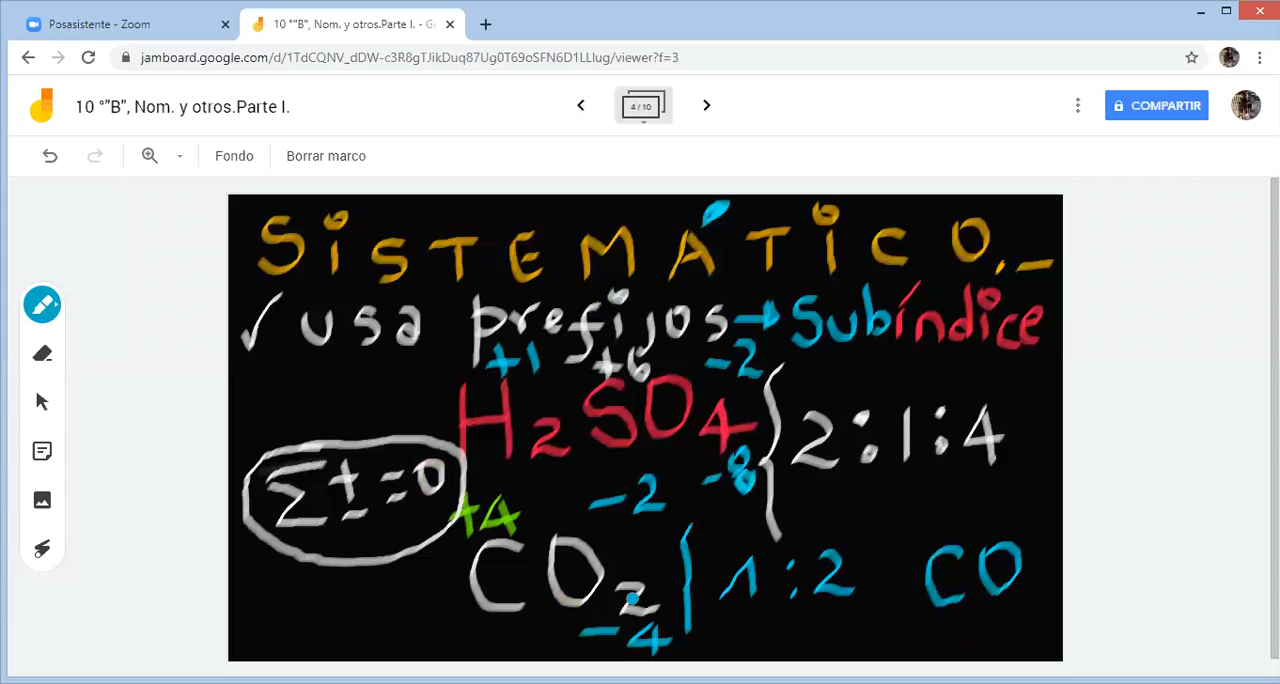 Posasistente - Zoom
10 °"B", Nom. y otros.Parte I. - Go
jamboard.google.com/d/1TdCQNV_dDW-c3R8gTJikDuq87Ug0T69oSFN6D1LLlug/viewer?f=3
10 °"B", Nom. y otros.Parte I.
4 / 10
COMPARTIR
Fondo
Borrar marco
SiSTEMÁTiCO._
✓ usa prefijos → Subíndice
+1 +6 -2
H2SO4 { 2:1:4
-8
Σ± = 0
+4 -2
CO2 | 1:2 CO
-4